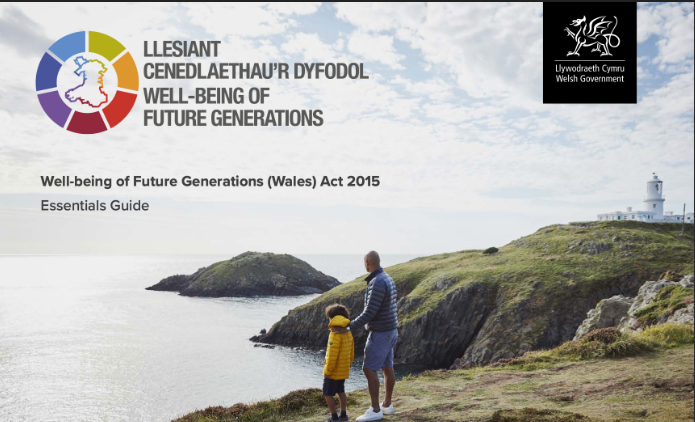 LLESIANT
CENEDLAETHAU'R DYFODOL
WELL-BEING OF
FUTURE GENERATIONS
Llywodraeth Cymru
Welsh Government
Well-being of Future Generations (Wales) Act 2015
Essentials Guide